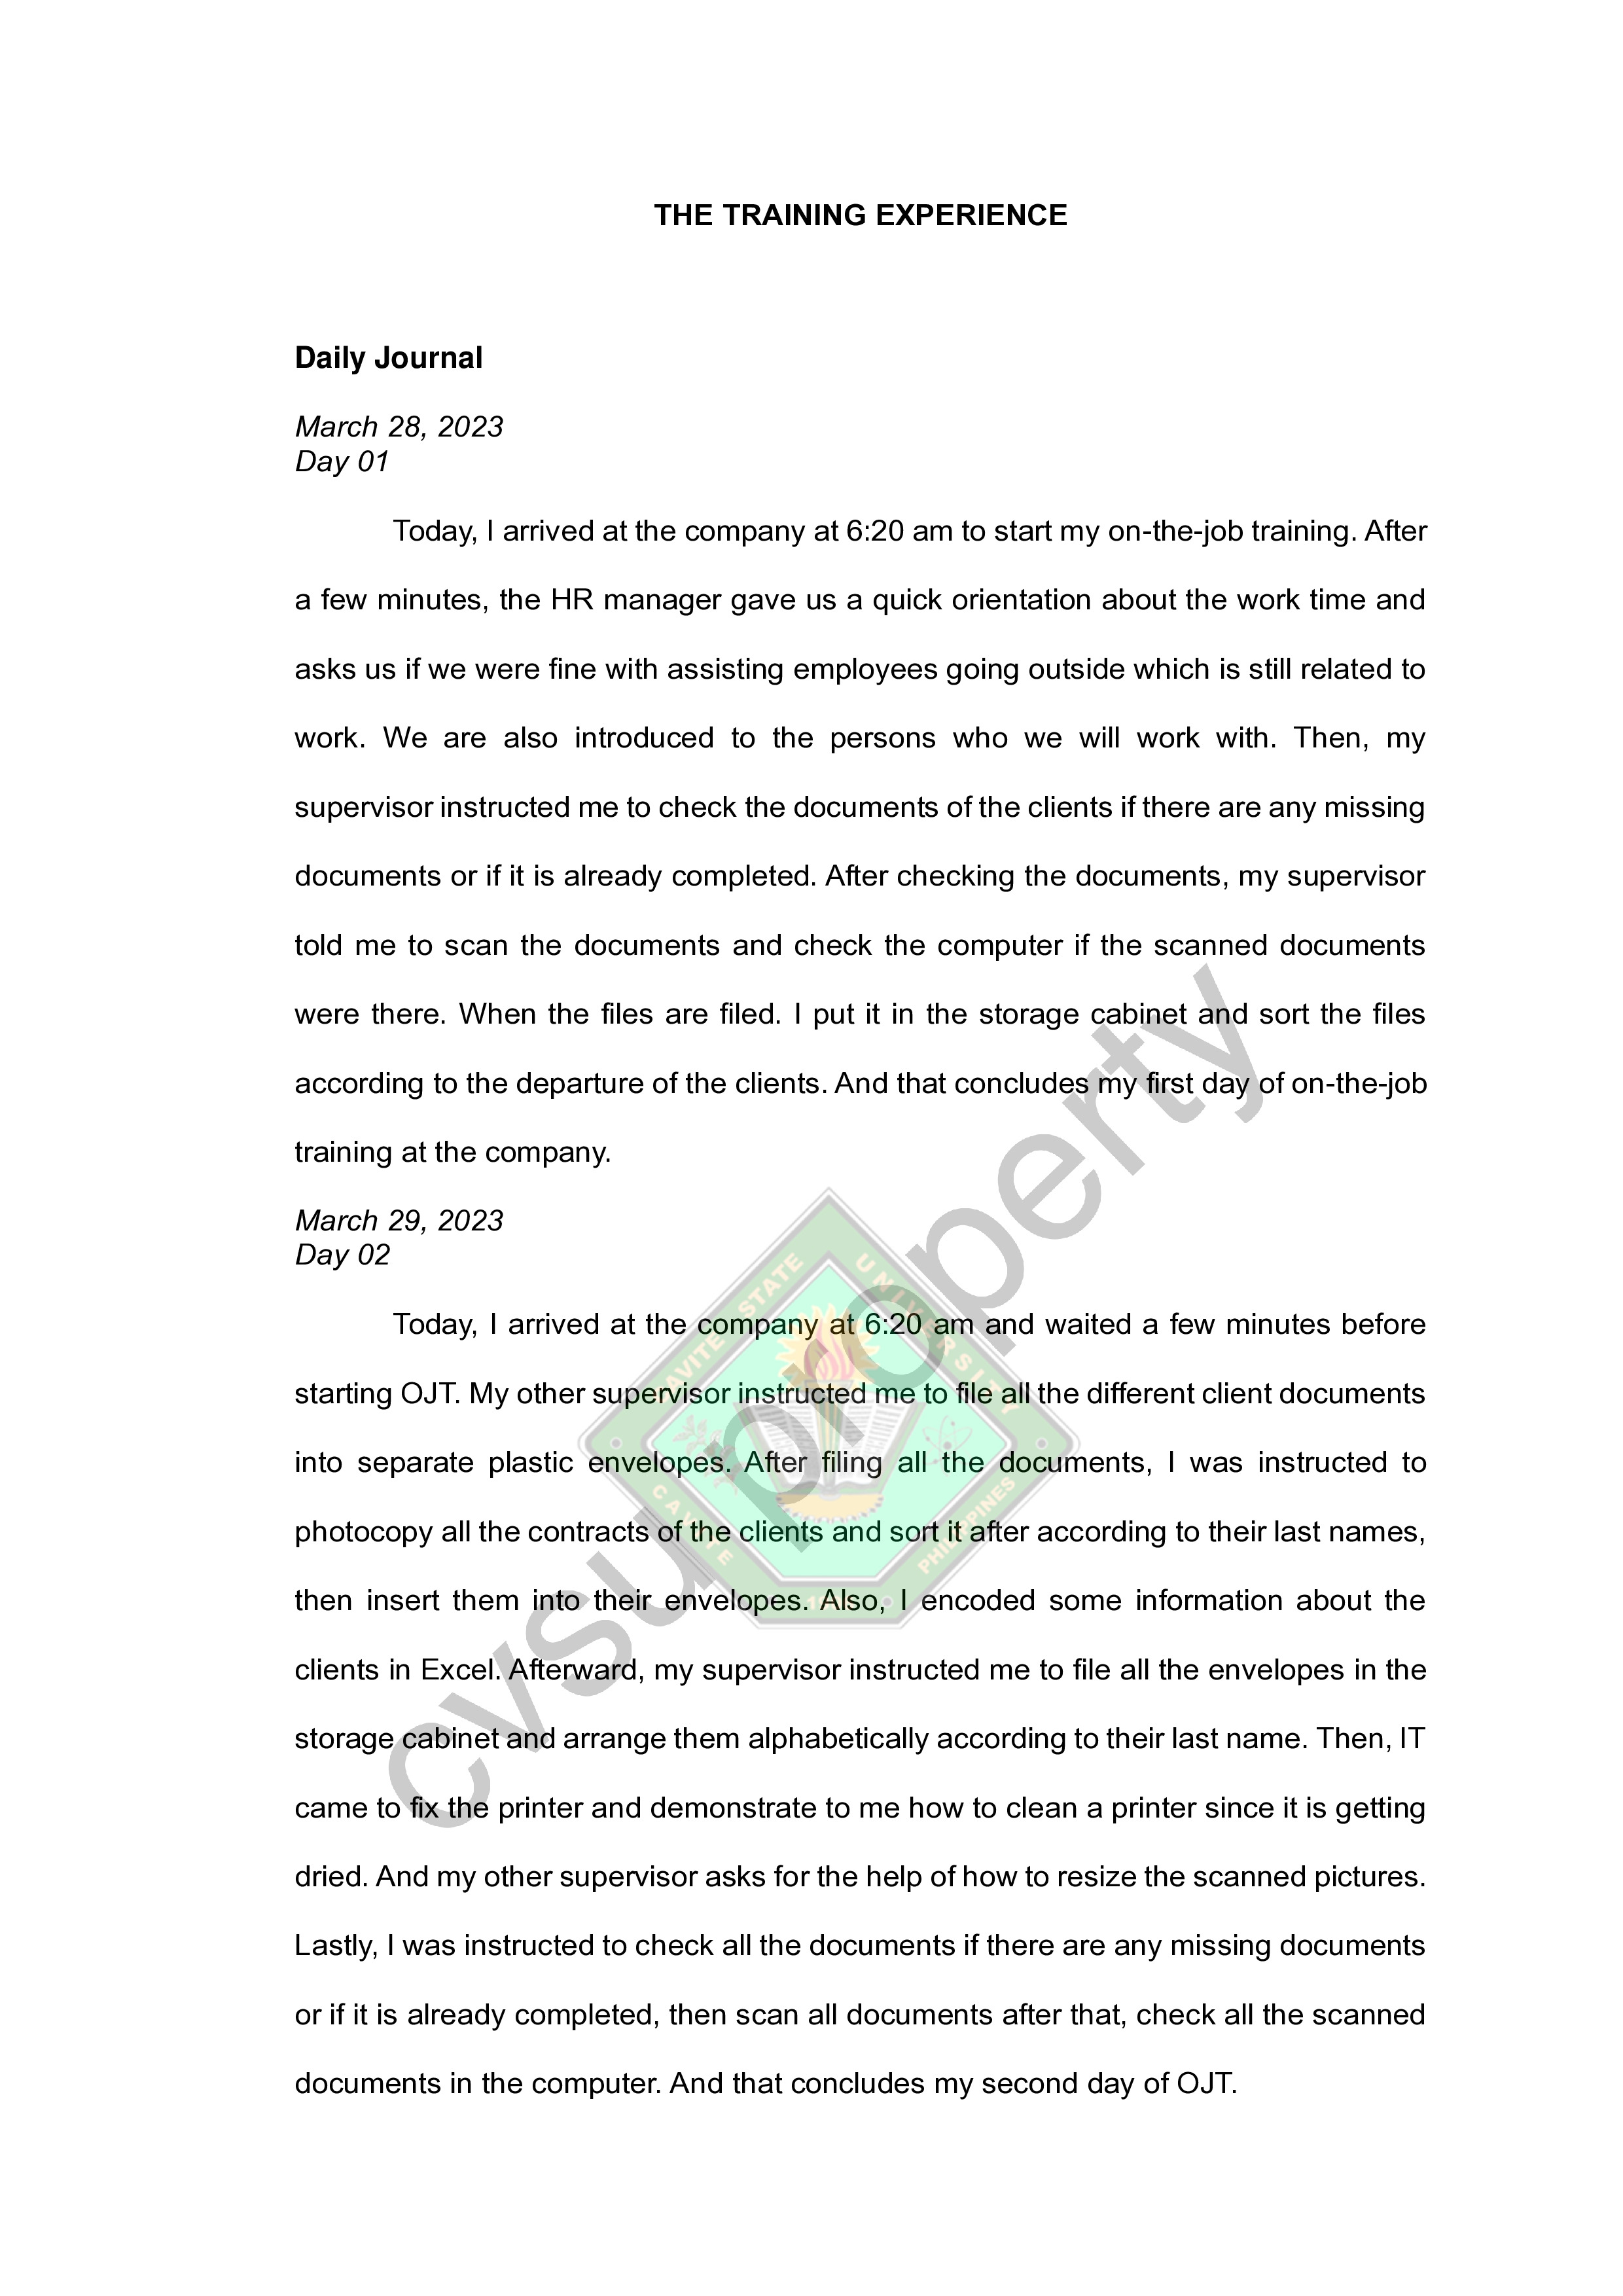 THE TRAINING EXPERIENCE
Daily Journal
March 28, 2023
Day 01
Today, I arrived at the company at 6:20 am to start my on-the-job training. After
a few minutes, the HR manager gave us a quick orientation about the work time and
asks us if we were fine with assisting employees going outside which is still related to
work. We are also introduced to the persons who we will work with. Then, my
supervisor instructed me to check the documents of the clients if there are any missing
documents or if it is already completed. After checking the documents, my supervisor
told me to scan the documents and check the computer if the scanned documents
were there. When the files are filed. I put it in the storage cabinet and sort the files
according to the departure of the clients. And that concludes my first day of on-the-job
training at the company.
March 29, 2023
Day 02
Today, I arrived at the company at 6:20 am and waited a few minutes before
starting OJT. My other supervisor instructed me to file all the different client documents
into separate plastic envelopes. After filing all the documents, I was instructed to
photocopy all the contracts of the clients and sort it after according to their last names,
then insert them into their envelopes. Also, I encoded some information about the
clients in Excel. Afterward, my supervisor instructed me to file all the envelopes in the
storage cabinet and arrange them alphabetically according to their last name. Then, IT
came to fix the printer and demonstrate to me how to clean a printer since it is getting
dried. And my other supervisor asks for the help of how to resize the scanned pictures.
Lastly, I was instructed to check all the documents if there are any missing documents
or if it is already completed, then scan all documents after that, check all the scanned
documents in the computer. And that concludes my second day of OJT.
cvsu property
CAVITE STATE UNIVERSITY
CAVITE
PHILIPPINES